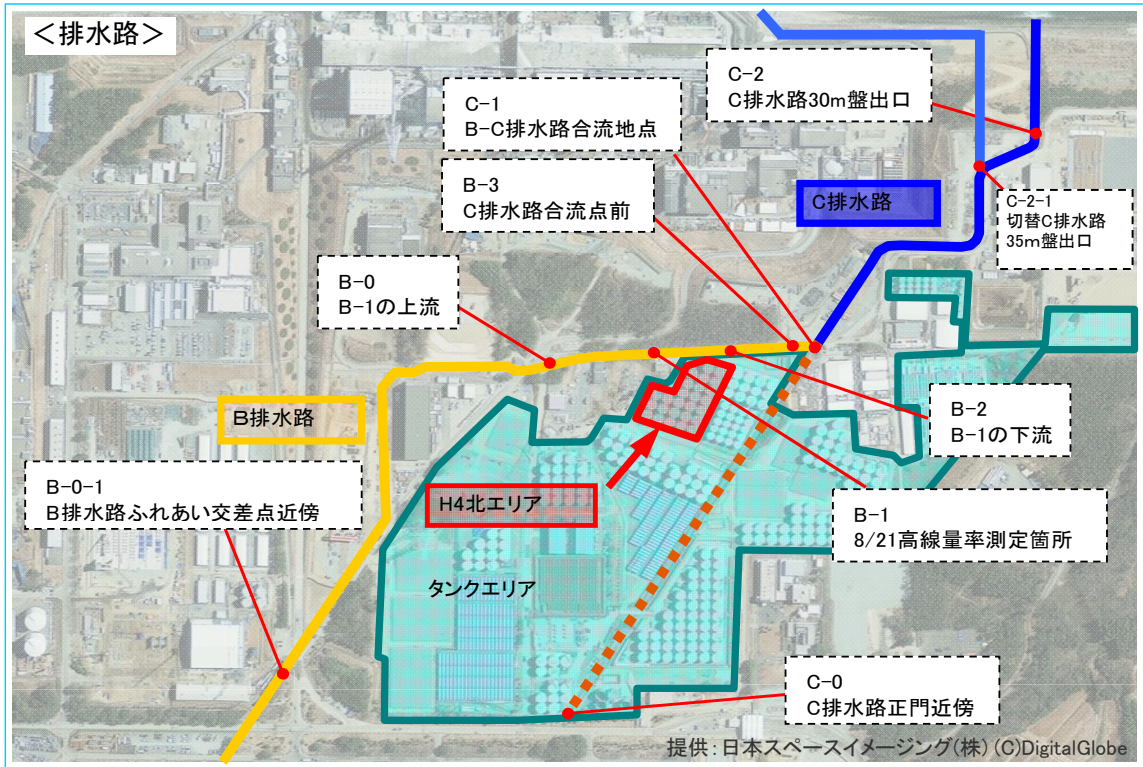 <排水路>
C-2
C排水路30m盤出口
C-1
B-C排水路合流地点
B-3
C排水路合流点前
C排水路
C-2-1
切替C排水路
35m盤出口
B-0
B-1の上流
B排水路
B-2
B-1の下流
B-0-1
B排水路ふれあい交差点近傍
H4北エリア
B-1
8/21高線量率測定箇所
タンクエリア
C-0
C排水路正門近傍
提供:日本スペースイメージング(株)(C)DigitalGlobe